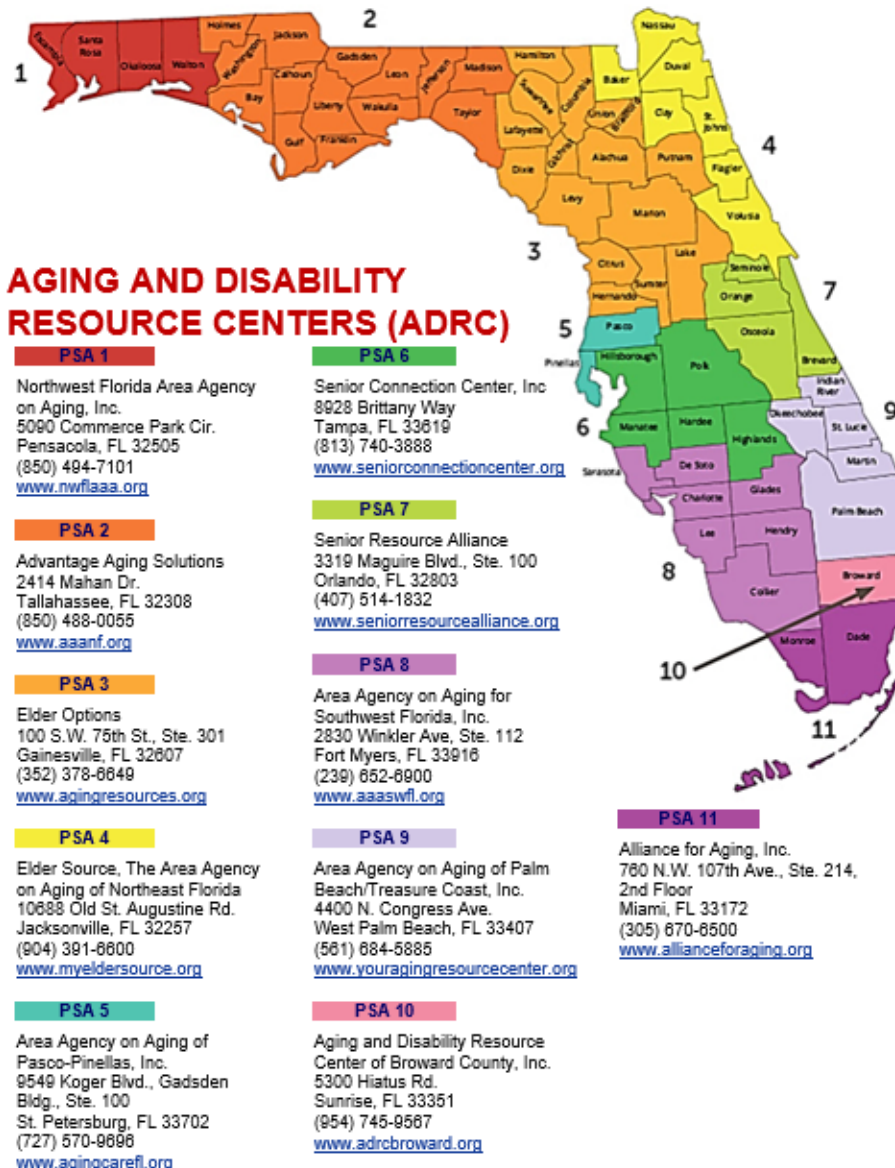 2
Nassau
Holmes
Jackson
Santa
Rosa
Escambia
Okaloosa
Walton
Washington
Gadsden
Hamilton
Madison
Jefferson
Leon
Calhoun
Baker
Duval
1
Suwannee
Columbia
Bay
Liberty
Wakulla
Union
Bradford
Clay
St.
Johns
Taylor
Lafayette
Gulf
Franklin
Gilchrist
Alachua
Putnam
4
Dixie
Flagler
Levy
Marion
Volusia
3
Citrus
Lake
Sumter
Seminole
Hernando
Orange
7
AGING AND DISABILITY
RESOURCE CENTERS (ADRC)
5
Pasco
Osceola
Pinellas
Hillsborough
Polk
Brevard
Indian
River
6
Manatee
Hardee
Okeechobee
St. Lucie
9
Highlands
Sarasota
De Soto
Martin
Charlotte
Glades
Palm Beach
Lee
Hendry
8
Broward
Collier
10
Monroe
Dade
11
PSA 1
Northwest Florida Area Agency
on Aging, Inc.
5090 Commerce Park Cir.
Pensacola, FL 32505
(850) 494-7101
www.nwflaaa.org
PSA 2
Advantage Aging Solutions
2414 Mahan Dr.
Tallahassee, FL 32308
(850) 488-0055
www.aaanf.org
PSA 3
Elder Options
100 S.W. 75th St., Ste. 301
Gainesville, FL 32607
(352) 378-6649
www.agingresources.org
PSA 4
Elder Source, The Area Agency
on Aging of Northeast Florida
10688 Old St. Augustine Rd.
Jacksonville, FL 32257
(904) 391-6600
www.myeldersource.org
PSA 5
Area Agency on Aging of
Pasco-Pinellas, Inc.
9549 Koger Blvd., Gadsden
Bldg., Ste. 100
St. Petersburg, FL 33702
(727) 570-9696
www.agingcarefl.org
PSA 6
Senior Connection Center, Inc
8928 Brittany Way
Tampa, FL 33619
(813) 740-3888
www.seniorconnectioncenter.org
PSA 7
Senior Resource Alliance
3319 Maguire Blvd., Ste. 100
Orlando, FL 32803
(407) 514-1832
www.seniorresourcealliance.org
PSA 8
Area Agency on Aging for
Southwest Florida, Inc.
2830 Winkler Ave, Ste. 112
Fort Myers, FL 33916
(239) 652-6900
www.aaaswfl.org
PSA 9
Area Agency on Aging of Palm
Beach/Treasure Coast, Inc.
4400 N. Congress Ave.
West Palm Beach, FL 33407
(561) 684-5885
www.youragingresourcecenter.org
PSA 10
Aging and Disability Resource
Center of Broward County, Inc.
5300 Hiatus Rd.
Sunrise, FL 33351
(954) 745-9567
www.adrcbroward.org
PSA 11
Alliance for Aging, Inc.
760 N.W. 107th Ave., Ste. 214,
2nd Floor
Miami, FL 33172
(305) 670-6500
www.allianceforaging.org